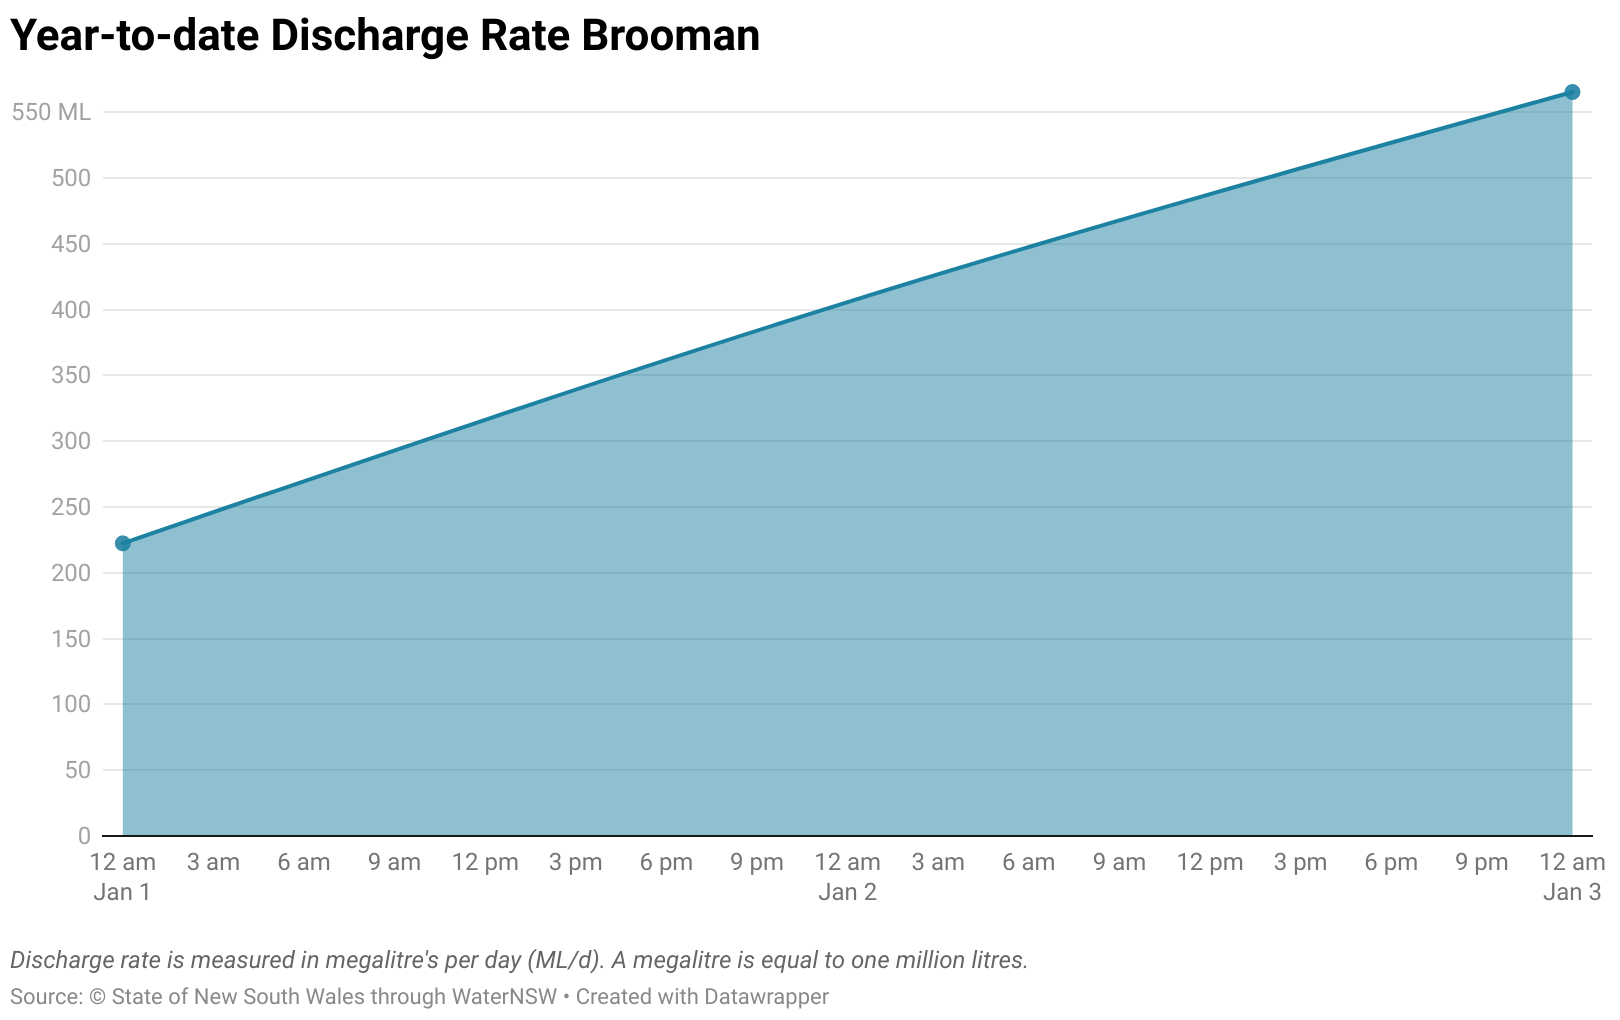 Year-to-date Discharge Rate Brooman
550 ML
500
450
400
350
300
250
200
150
100
50
0
12 am 3 am 6 am 9 am 12 pm 3 pm 6 pm 9 pm 12 am 3 am 6 am 9 am 12 pm 3 pm 6 pm 9 pm 12 am
Jan 1 Jan 2 Jan 3
Discharge rate is measured in megalitre's per day (ML/d). A megalitre is equal to one million litres.
Source: © State of New South Wales through WaterNSW • Created with Datawrapper